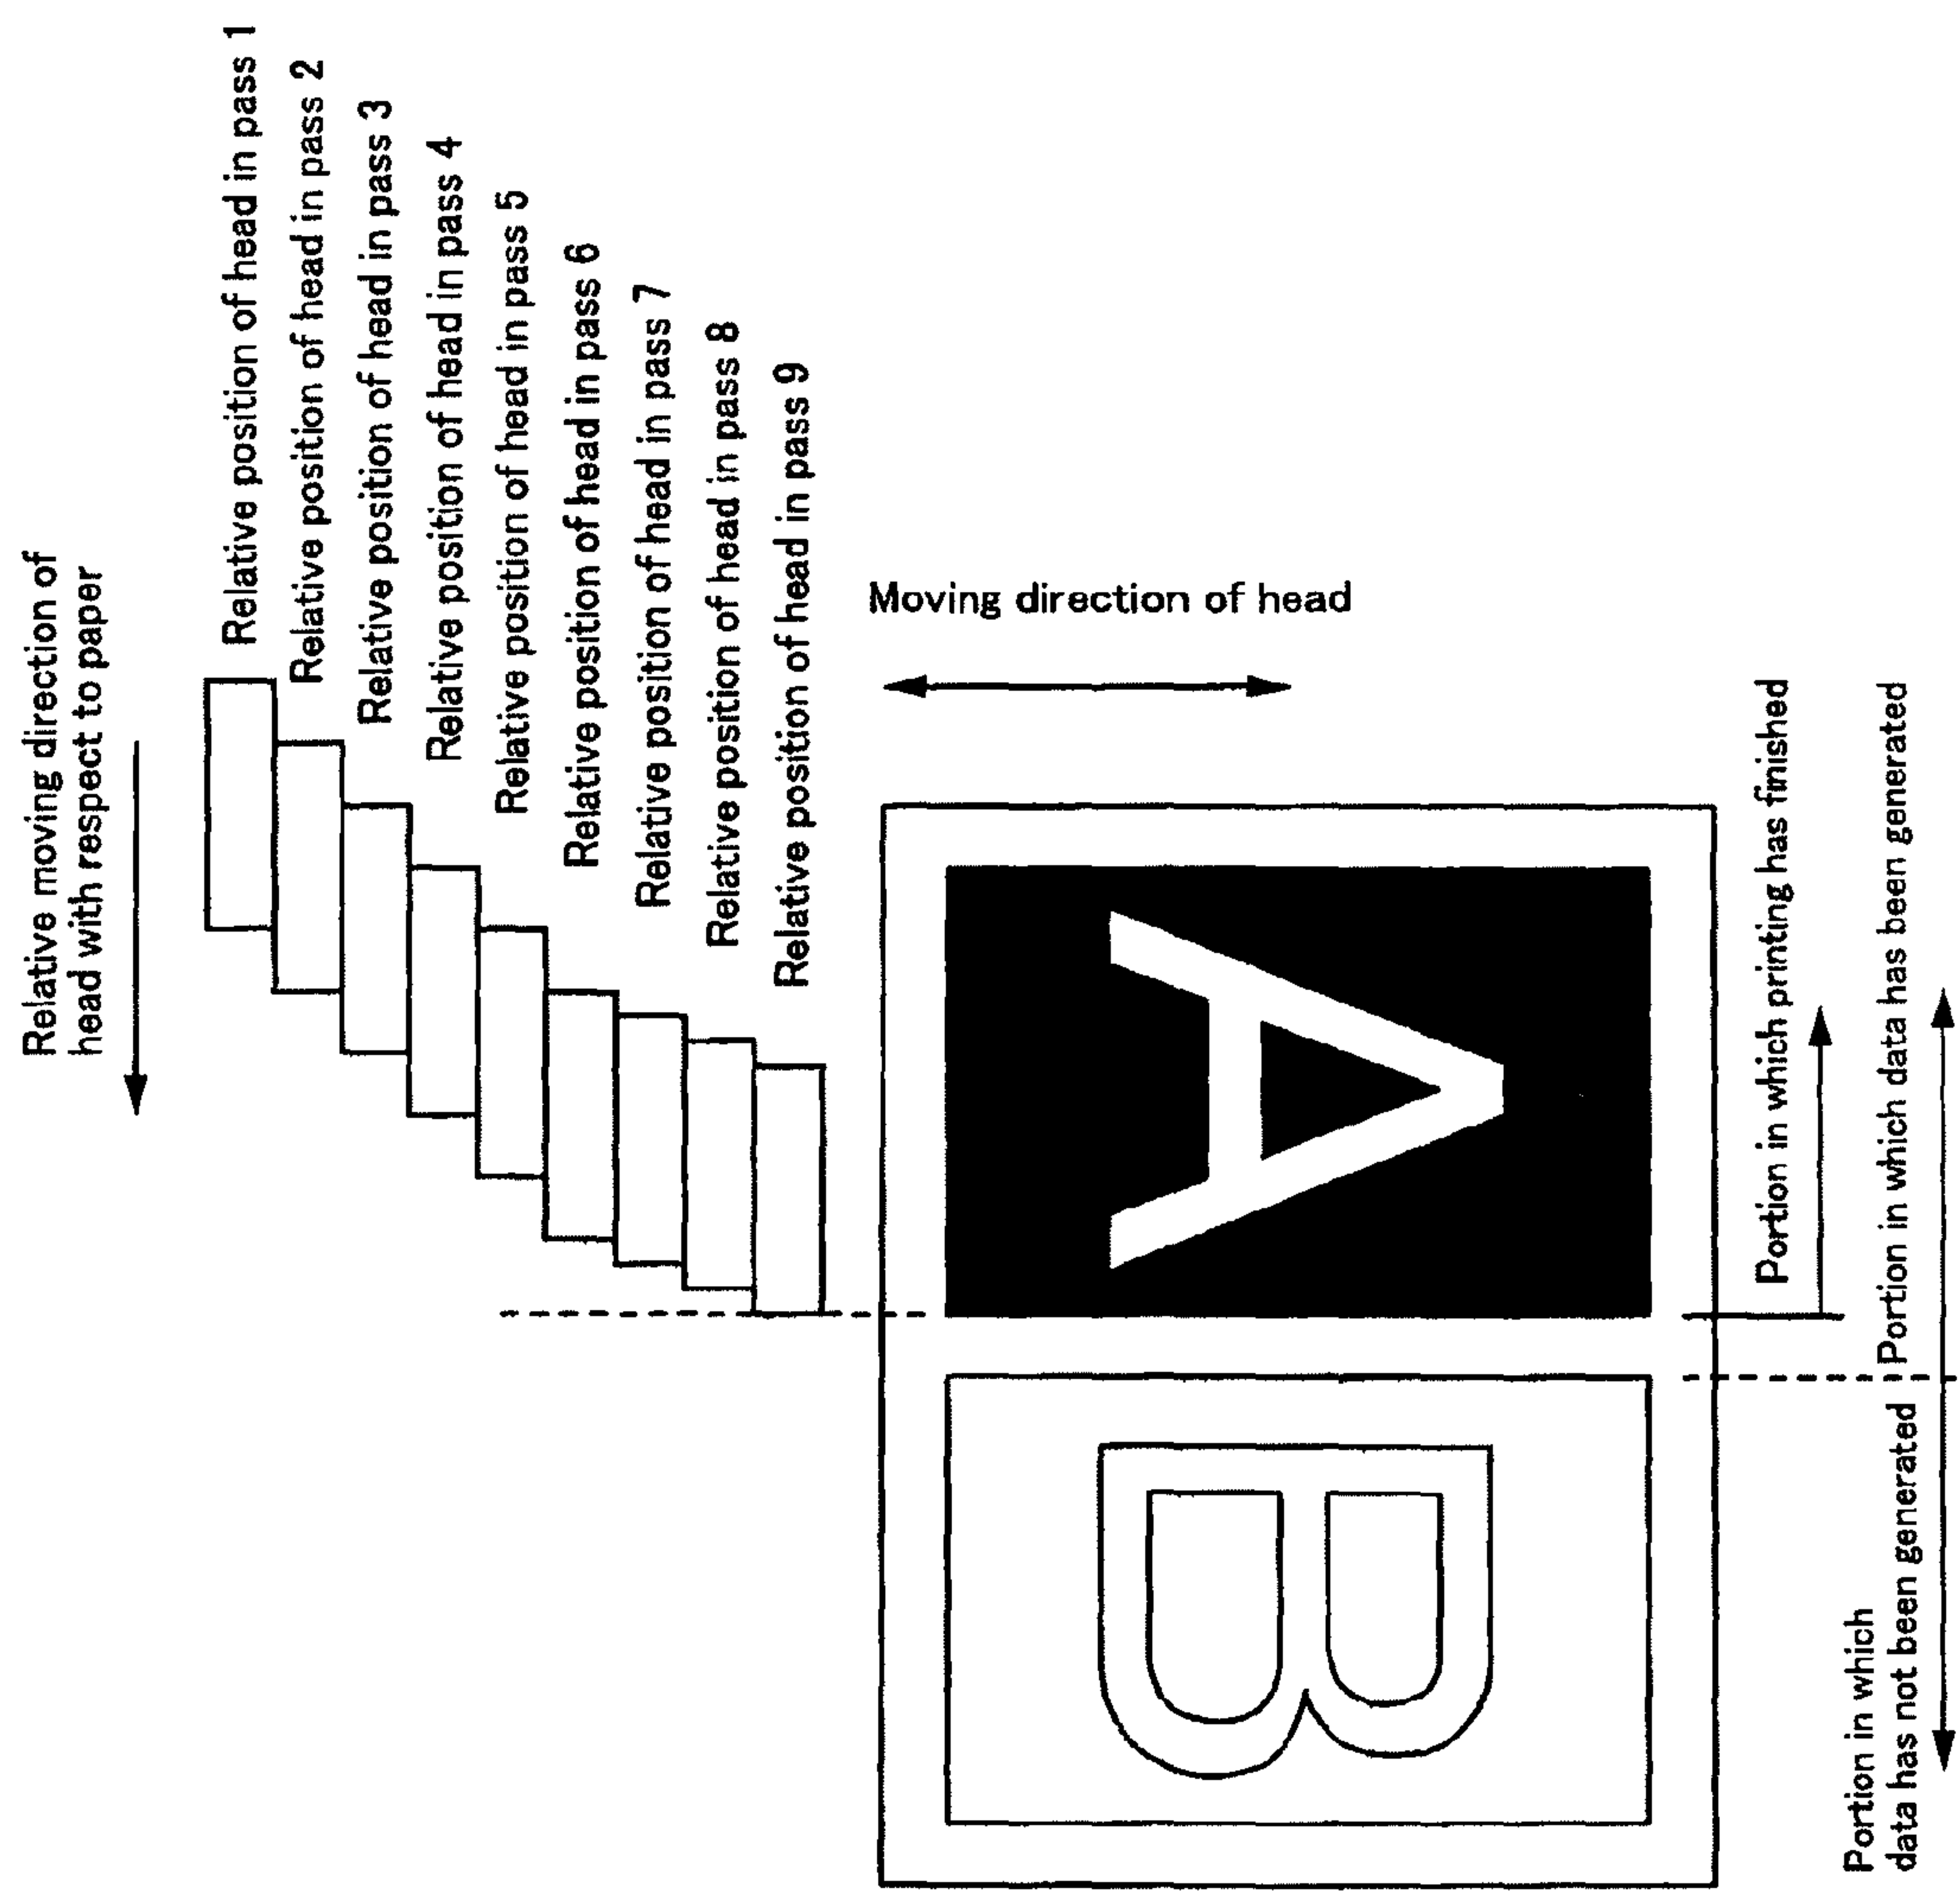 Relative moving direction of
head with respect to paper
Relative position of head in pass 1
Relative position of head in pass 2
Relative position of head in pass 3
Relative position of head in pass 4
Relative position of head in pass 5
Relative position of head in pass 6
Relative position of head in pass 7
Relative position of head in pass 8
Relative position of head in pass 9
Moving direction of head
A
B
Portion in which printing has finished
Portion in which data has been generated
Portion in which
data has not been generated